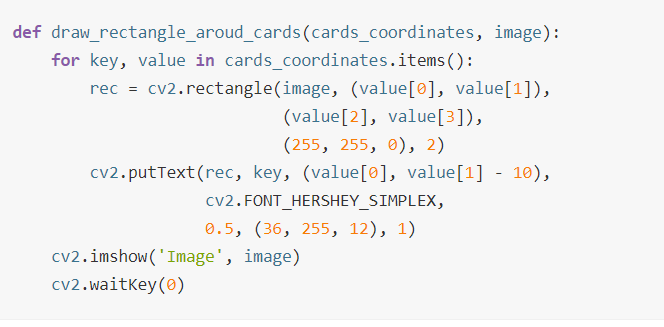 def draw_rectangle_aroud_cards(cards_coordinates, image):
    for key, value in cards_coordinates.items():
        rec = cv2.rectangle(image, (value[0], value[1]),
                            (value[2], value[3]),
                            (255, 255, 0), 2)
        cv2.putText(rec, key, (value[0], value[1] - 10),
                    cv2.FONT_HERSHEY_SIMPLEX,
                    0.5, (36, 255, 12), 1)
    cv2.imshow('Image', image)
    cv2.waitKey(0)